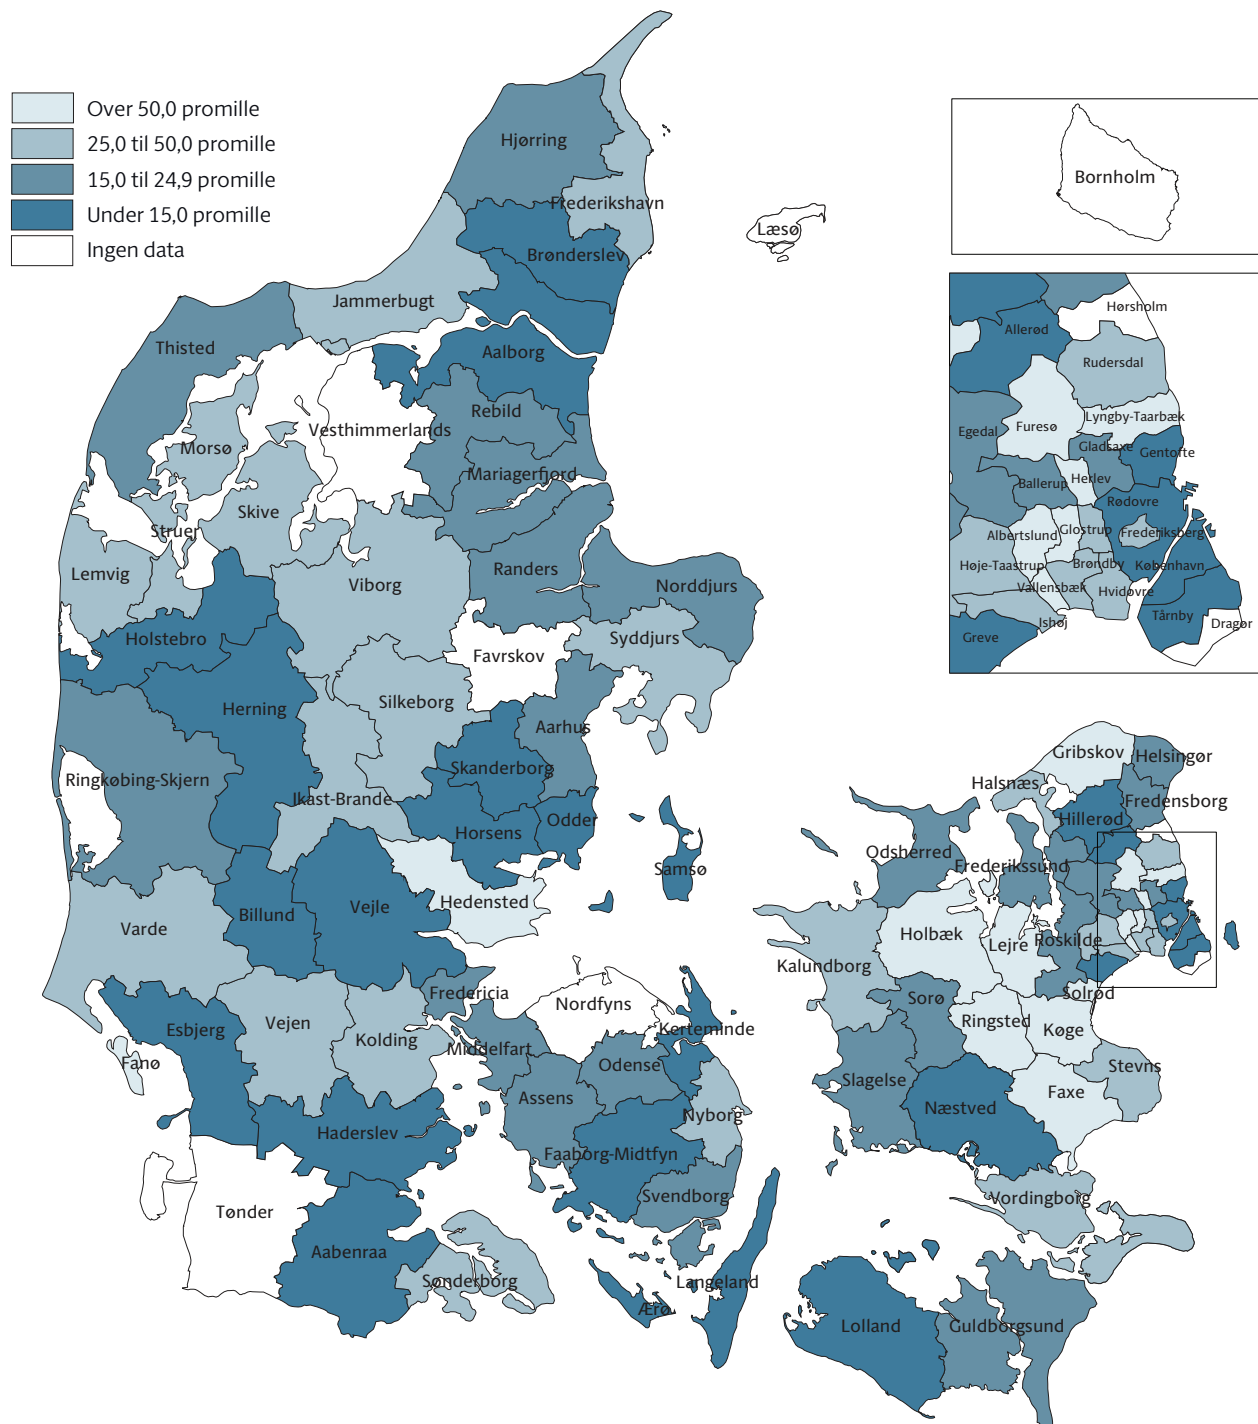 Over 50,0 promille
25,0 til 50,0 promille
15,0 til 24,9 promille
Under 15,0 promille
Ingen data
Hjørring
Frederikshavn
Læsø
Brønderslev
Jammerbugt
Thisted
Aalborg
Rebild
Vesthimmerlands
Morsø
Mariagerfjord
Skive
Struer
Lemvig
Viborg
Randers
Norddjurs
Holstebro
Syddjurs
Favrskov
Silkeborg
Herning
Aarhus
Skanderborg
Ringkøbing-Skjern
Ikast-Brande
Horsens
Odder
Samsø
Hedensted
Vejle
Billund
Varde
Fredericia
Vejen
Kolding
Esbjerg
Fanø
Haderslev
Tønder
Aabenraa
Sønderborg
Nordfyns
Kerteminde
Middelfart
Odense
Assens
Nyborg
Faaborg-Midtfyn
Svendborg
Langeland
Ærø
Bornholm
Hørsholm
Allerød
Rudersdal
Lyngby-Taarbæk
Furesø
Egedal
Gladsaxe
Gentofte
Ballerup
Herlev
Rødovre
Albertslund
Glostrup
Frederiksberg
Høje-Taastrup
Brøndby
København
Vallensbæk
Hvidovre
Ishøj
Tårnby
Dragør
Greve
Gribskov
Helsingør
Halsnæs
Fredensborg
Hillerød
Odsherred
Frederikssund
Holbæk
Lejre
Roskilde
Kalundborg
Solrød
Sorø
Ringsted
Køge
Stevns
Slagelse
Næstved
Faxe
Vordingborg
Lolland
Guldborgsund